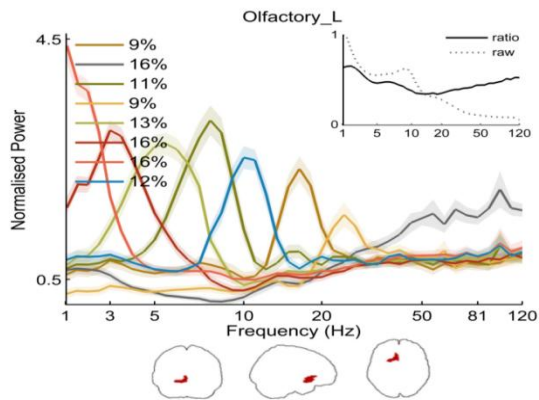 Olfactory_L
4.5
0.5
Normalised Power
9%
16%
11%
9%
13%
16%
16%
12%
1
0
ratio
raw
1 5 10 20 50 120
1 3 5 10 20 50 81 120
Frequency (Hz)